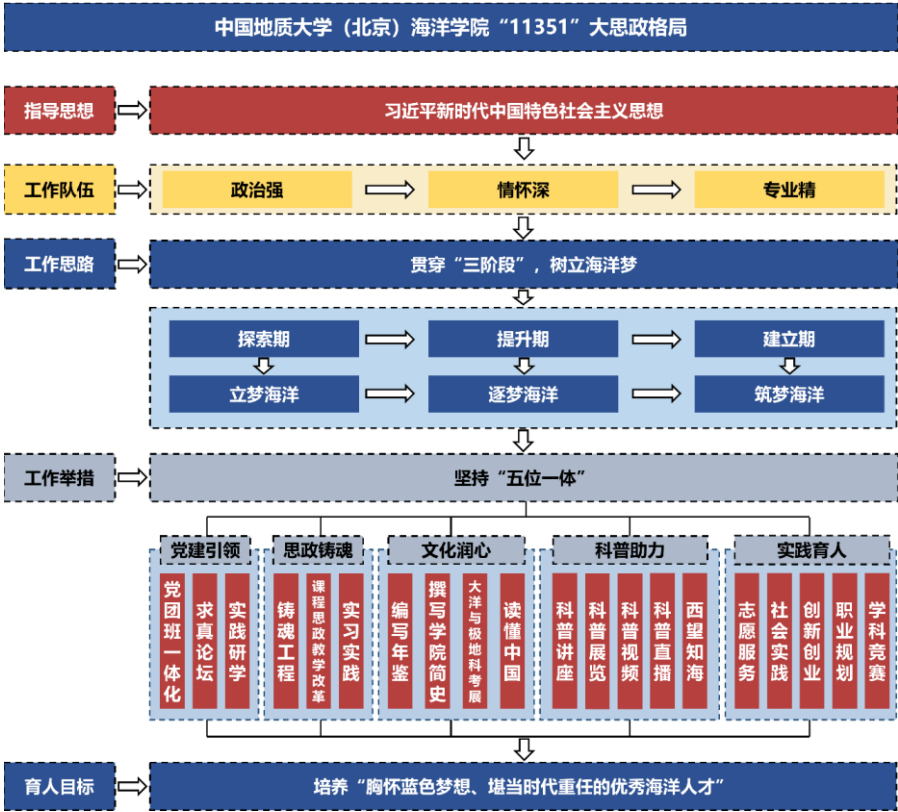 中国地质大学（北京）海洋学院“11351”大思政格局
指导思想
习近平新时代中国特色社会主义思想
工作队伍
政治强
情怀深
专业精
工作思路
贯穿“三阶段”，树立海洋梦
探索期
提升期
建立期
立梦海洋
逐梦海洋
筑梦海洋
工作举措
坚持“五位一体”
党建引领
党团班一体化
求真论坛
实践研学
思政铸魂
铸魂工程
课程思政教学改革
实习实践
文化润心
编写年鉴
撰写学院简史
大洋与极地科考展
读懂中国
科普助力
科普讲座
科普展览
科普视频
科普直播
西望知海
实践育人
志愿服务
社会实践
创新创业
职业规划
学科竞赛
育人目标
培养“胸怀蓝色梦想、堪当时代重任的优秀海洋人才”